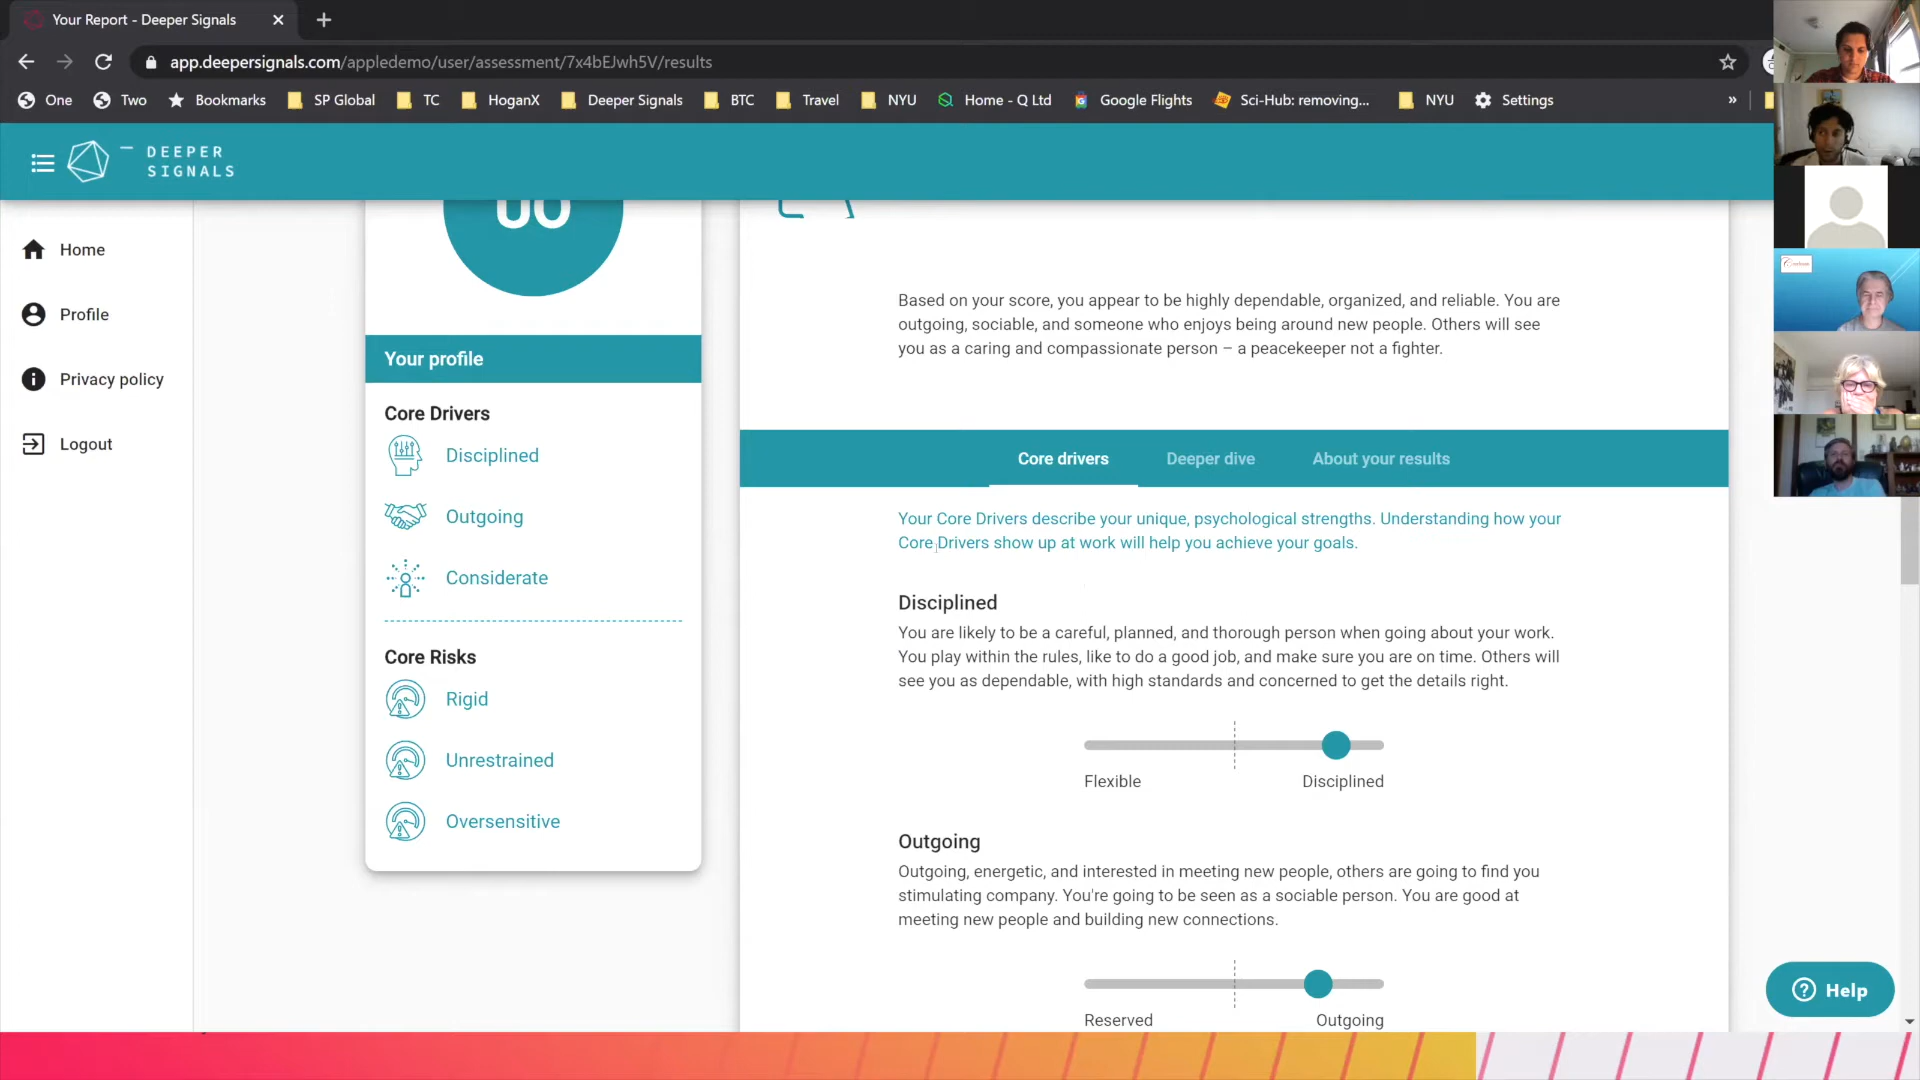 Your Report - Deeper Signals
app.deepersignals.com/appledemo/user/assessment/7x4bEJwh5V/results
One
Two
Bookmarks
SP Global
TC
HoganX
Deeper Signals
BTC
Travel
NYU
Home - Q Ltd
Google Flights
Sci-Hub: removing...
NYU
Settings
»
DEEPER
SIGNALS
Home
Profile
Privacy policy
Logout
Your profile
Core Drivers
Disciplined
Outgoing
Considerate
Core Risks
Rigid
Unrestrained
Oversensitive
Based on your score, you appear to be highly dependable, organized, and reliable. You are
outgoing, sociable, and someone who enjoys being around new people. Others will see
you as a caring and compassionate person – a peacekeeper not a fighter.
Core drivers
Deeper dive
About your results
Your Core Drivers describe your unique, psychological strengths. Understanding how your
Core Drivers show up at work will help you achieve your goals.
Disciplined
You are likely to be a careful, planned, and thorough person when going about your work.
You play within the rules, like to do a good job, and make sure you are on time. Others will
see you as dependable, with high standards and concerned to get the details right.
Flexible
Disciplined
Outgoing
Outgoing, energetic, and interested in meeting new people, others are going to find you
stimulating company. You're going to be seen as a sociable person. You are good at
meeting new people and building new connections.
Reserved
Outgoing
Help